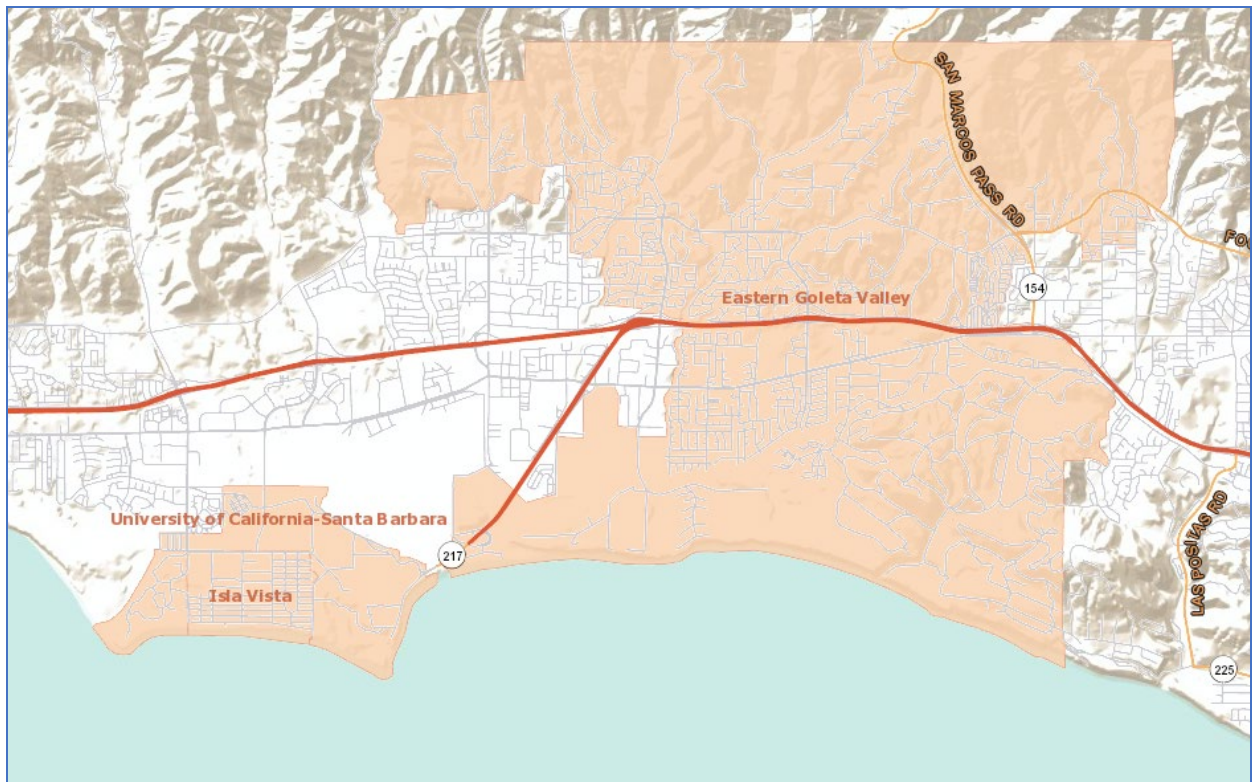 SAN MARCOS PASS RD
FO
Eastern Goleta Valley
154
University of California-Santa Barbara
217
LAS POSITAS RD
Isla Vista
225